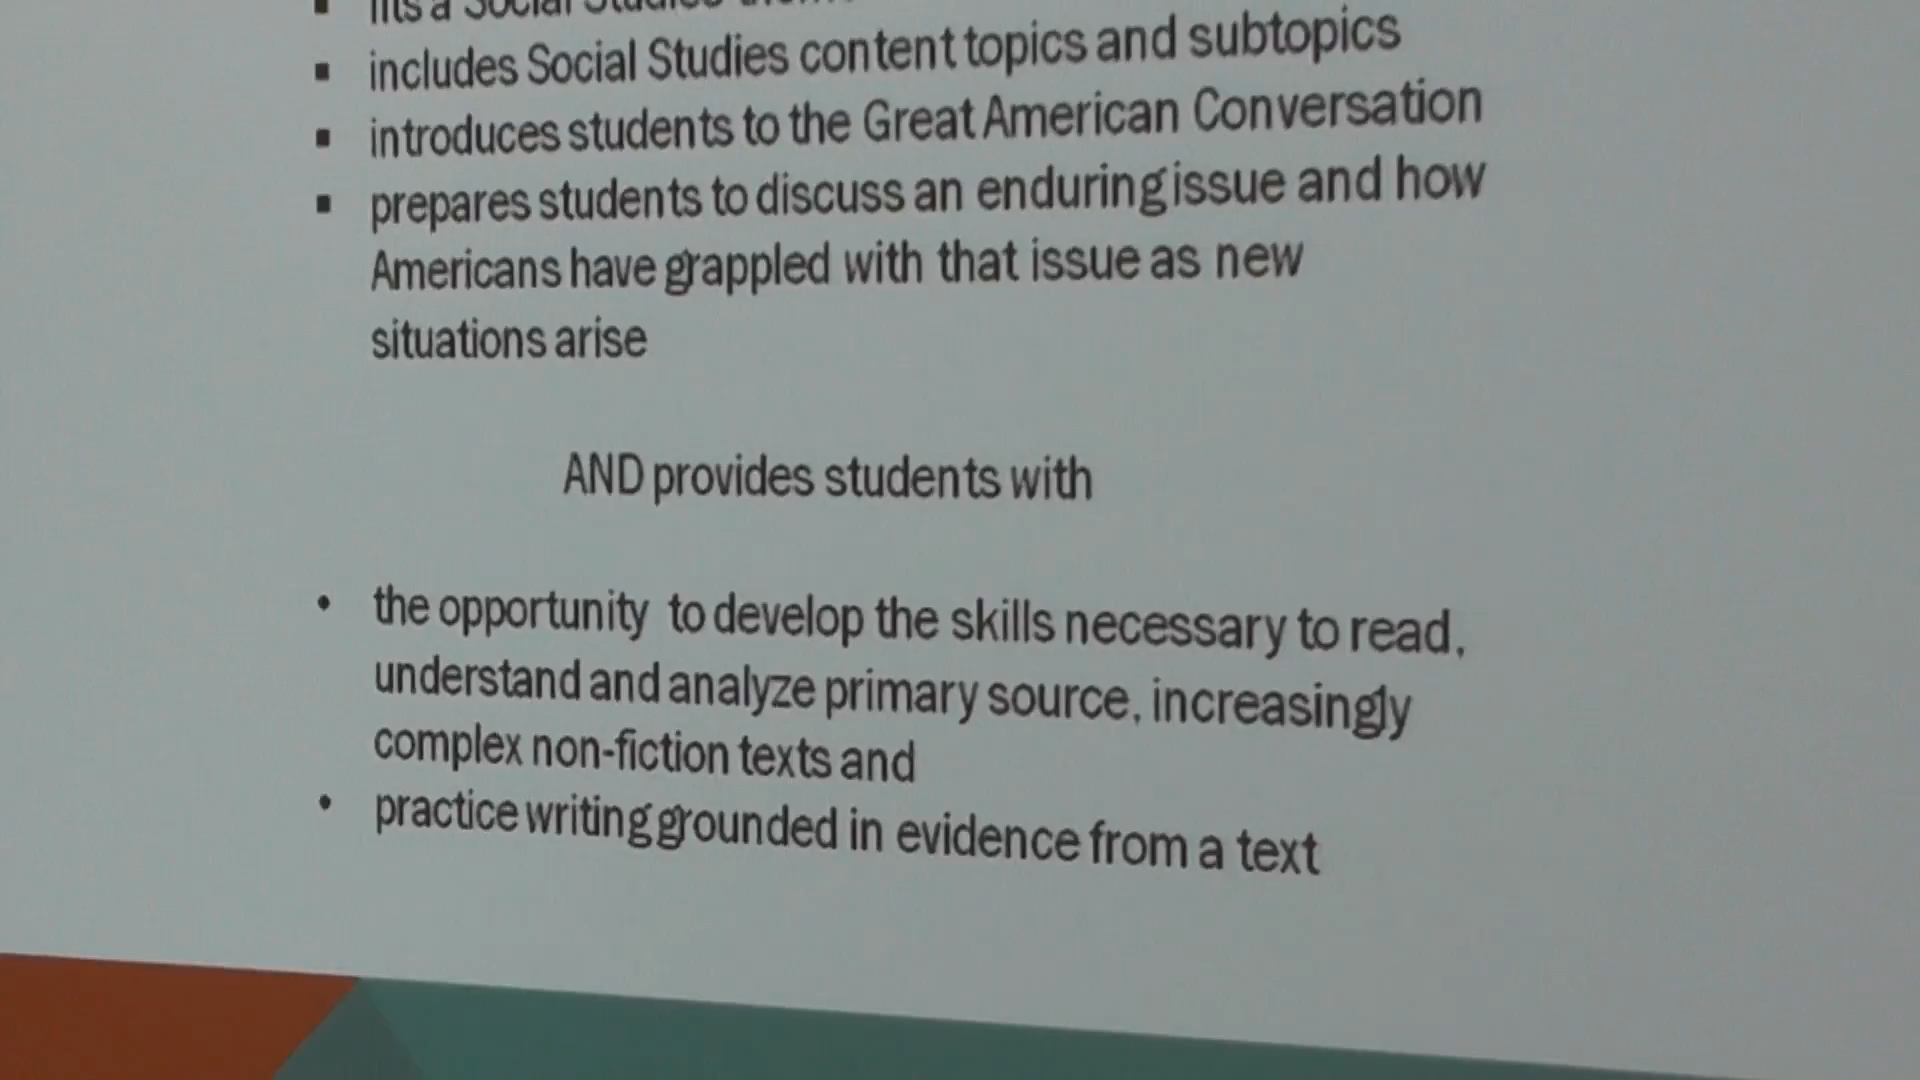 fits a Social Studies
▪ includes Social Studies content topics and subtopics
▪ introduces students to the Great American Conversation
▪ prepares students to discuss an enduring issue and how
Americans have grappled with that issue as new
situations arise
AND provides students with
• the opportunity to develop the skills necessary to read,
understand and analyze primary source, increasingly
complex non-fiction texts and
• practice writing grounded in evidence from a text